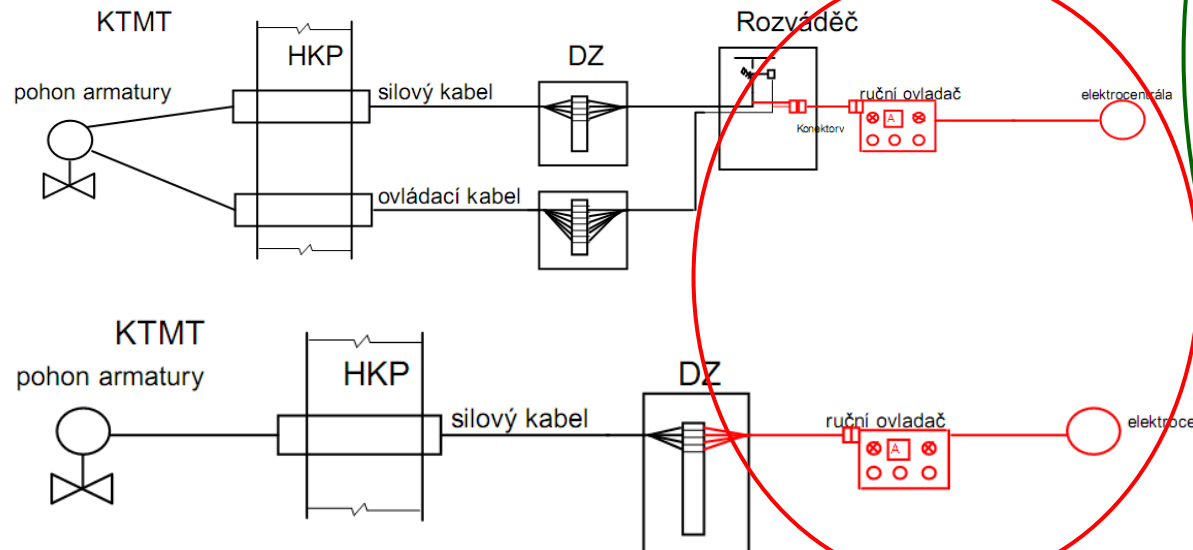 KTMT
Rozváděč
HKP
DZ
pohon armatury
silový kabel
ruční ovladač
elektrocentrála
A
Konektory
ovládací kabel
KTMT
pohon armatury
HKP
DZ
silový kabel
ruční ovladač
elektroce
A